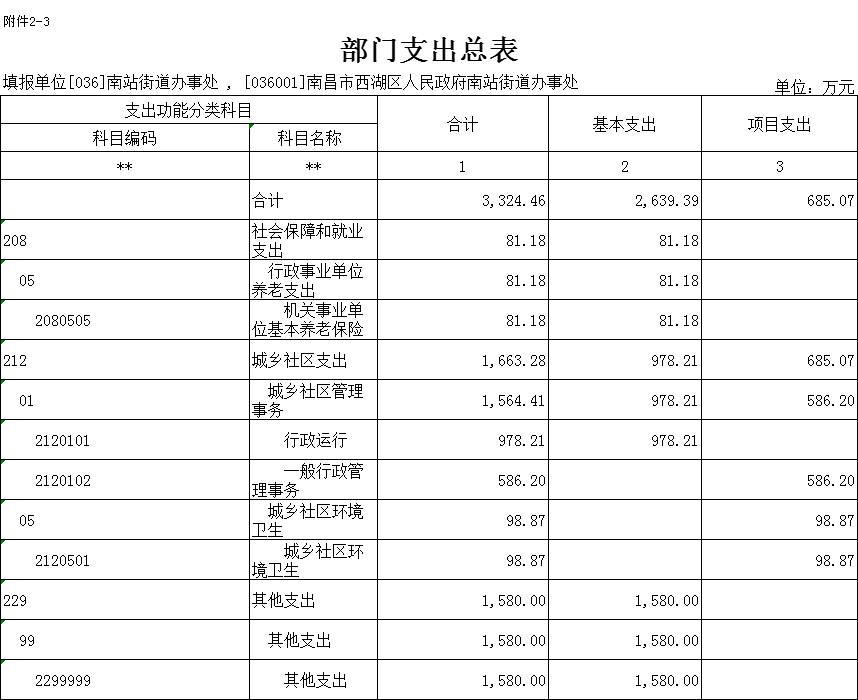 附件2-3
部门支出总表
填报单位[036]南站街道办事处 , [036001]南昌市西湖区人民政府南站街道办事处
单位: 万元
支出功能分类科目 合计 基本支出 项目支出
科目编码 科目名称
** ** 1 2 3
合计 3,324.46 2,639.39 685.07
208 社会保障和就业
支出 81.18 81.18
05 行政事业单位
养老支出 81.18 81.18
2080505 机关事业单
位基本养老保险 81.18 81.18
212 城乡社区支出 1,663.28 978.21 685.07
01 城乡社区管理
事务 1,564.41 978.21 586.20
2120101 行政运行 978.21 978.21
2120102 一般行政管
理事务 586.20 586.20
05 城乡社区环境
卫生 98.87 98.87
2120501 城乡社区环
境卫生 98.87 98.87
229 其他支出 1,580.00 1,580.00
99 其他支出 1,580.00 1,580.00
2299999 其他支出 1,580.00 1,580.00